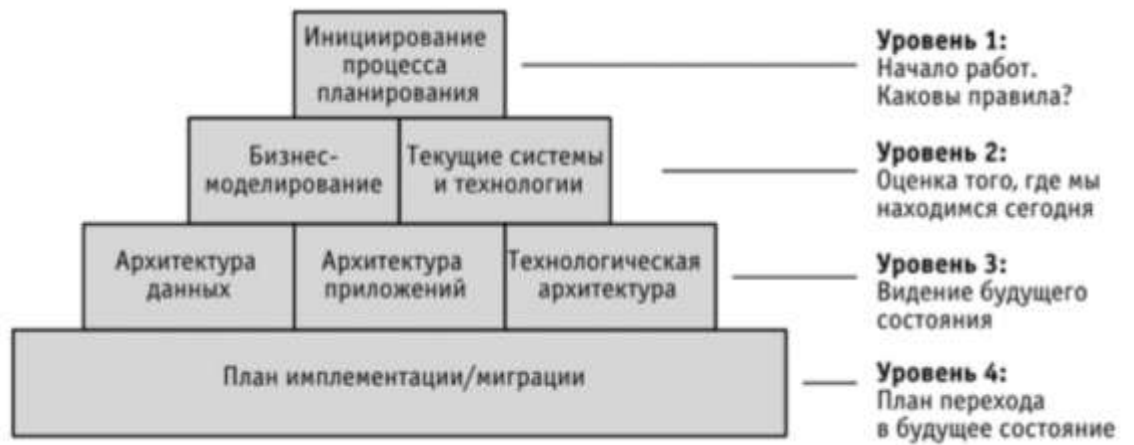 Инициирование
процесса
планирования
Уровень 1:
Начало работ.
Каковы правила?
Бизнес-
моделирование
Текущие системы
и технологии
Уровень 2:
Оценка того, где мы
находимся сегодня
Архитектура
данных
Архитектура
приложений
Технологическая
архитектура
Уровень 3:
Видение будущего
состояния
План имплементации/миграции
Уровень 4:
План перехода
в будущее состояние